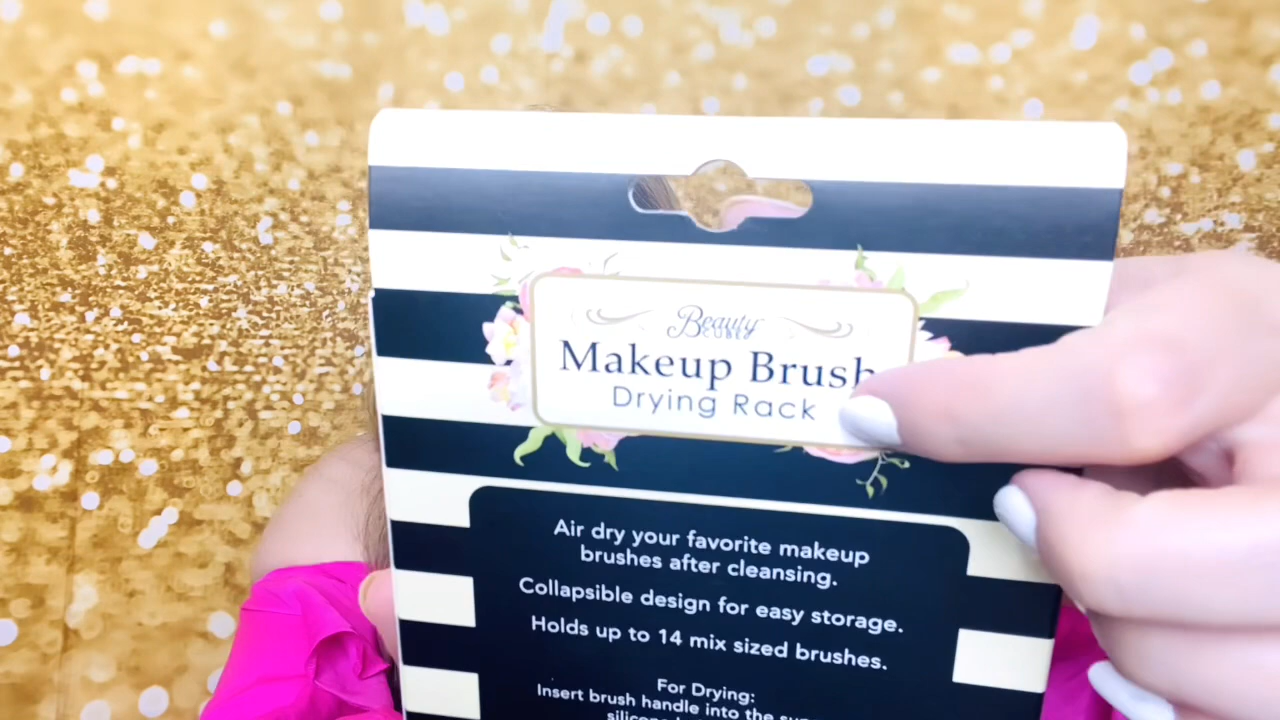 Beauty
Makeup Brush
Drying Rack
Air dry your favorite makeup
brushes after cleansing.
Collapsible design for easy storage.
Holds up to 14 mix sized brushes.
For Drying:
Insert brush handle into the